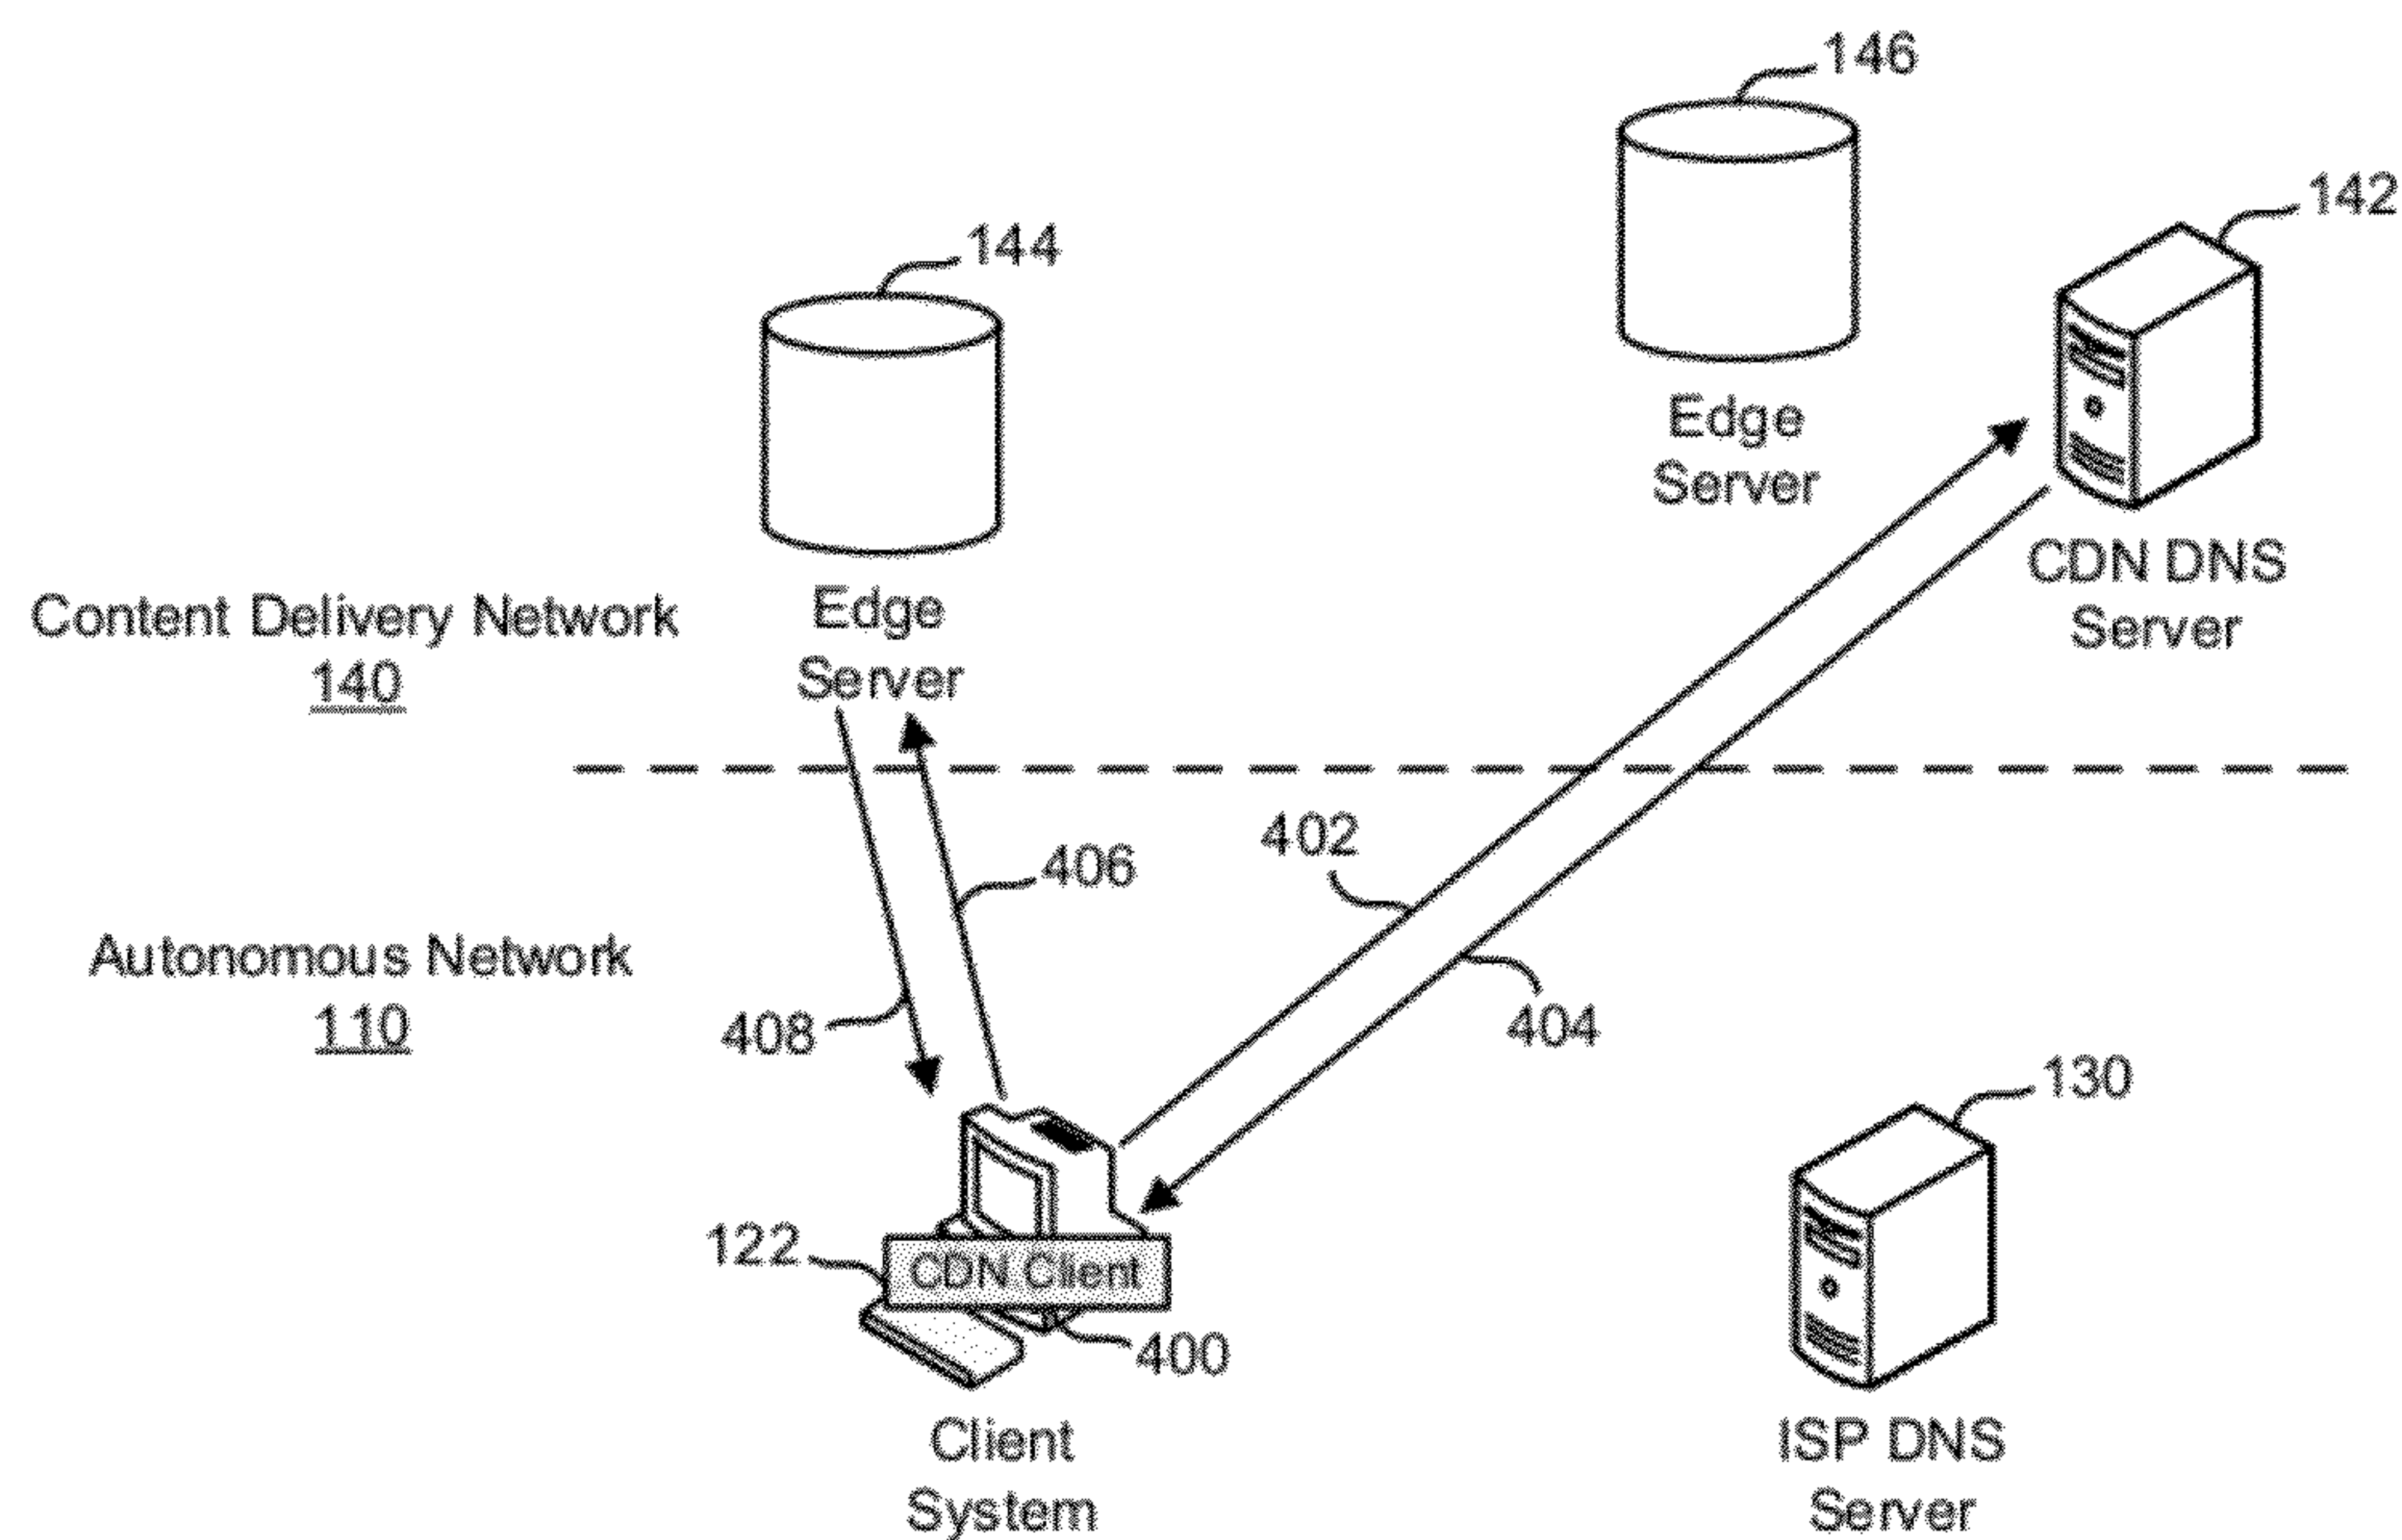 146
142
144
Edge
Server
CDN DNS
Server
Content Delivery Network
140
Edge
Server
402
406
Autonomous Network
110
408
404
130
122
CDN Client
400
Client
System
ISP DNS
Server